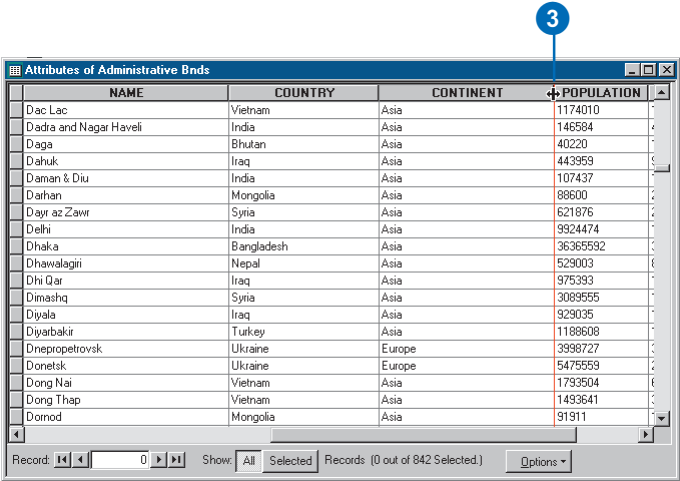 3
Attributes of Administrative Bnds
NAME COUNTRY CONTINENT POPULATION
Dac Lac Vietnam Asia 1174010
Dadra and Nagar Haveli India Asia 146584
Daga Bhutan Asia 40220
Dahuk Iraq Asia 443959
Daman & Diu India Asia 107437
Darhan Mongolia Asia 88600
Dayr az Zawr Syria Asia 621876
Delhi India Asia 9924474
Dhaka Bangladesh Asia 36365592
Dhawalagiri Nepal Asia 529003
Dhi Qar Iraq Asia 975393
Dimashq Syria Asia 3089555
Diyala Iraq Asia 929035
Diyarbakir Turkey Asia 1188608
Dnepropetrovsk Ukraine Europe 3998727
Donetsk Ukraine Europe 5475559
Dong Nai Vietnam Asia 1793504
Dong Thap Vietnam Asia 1493641
Dornod Mongolia Asia 91911
Record: 0 Show: All Selected Records (0 out of 842 Selected.) Options